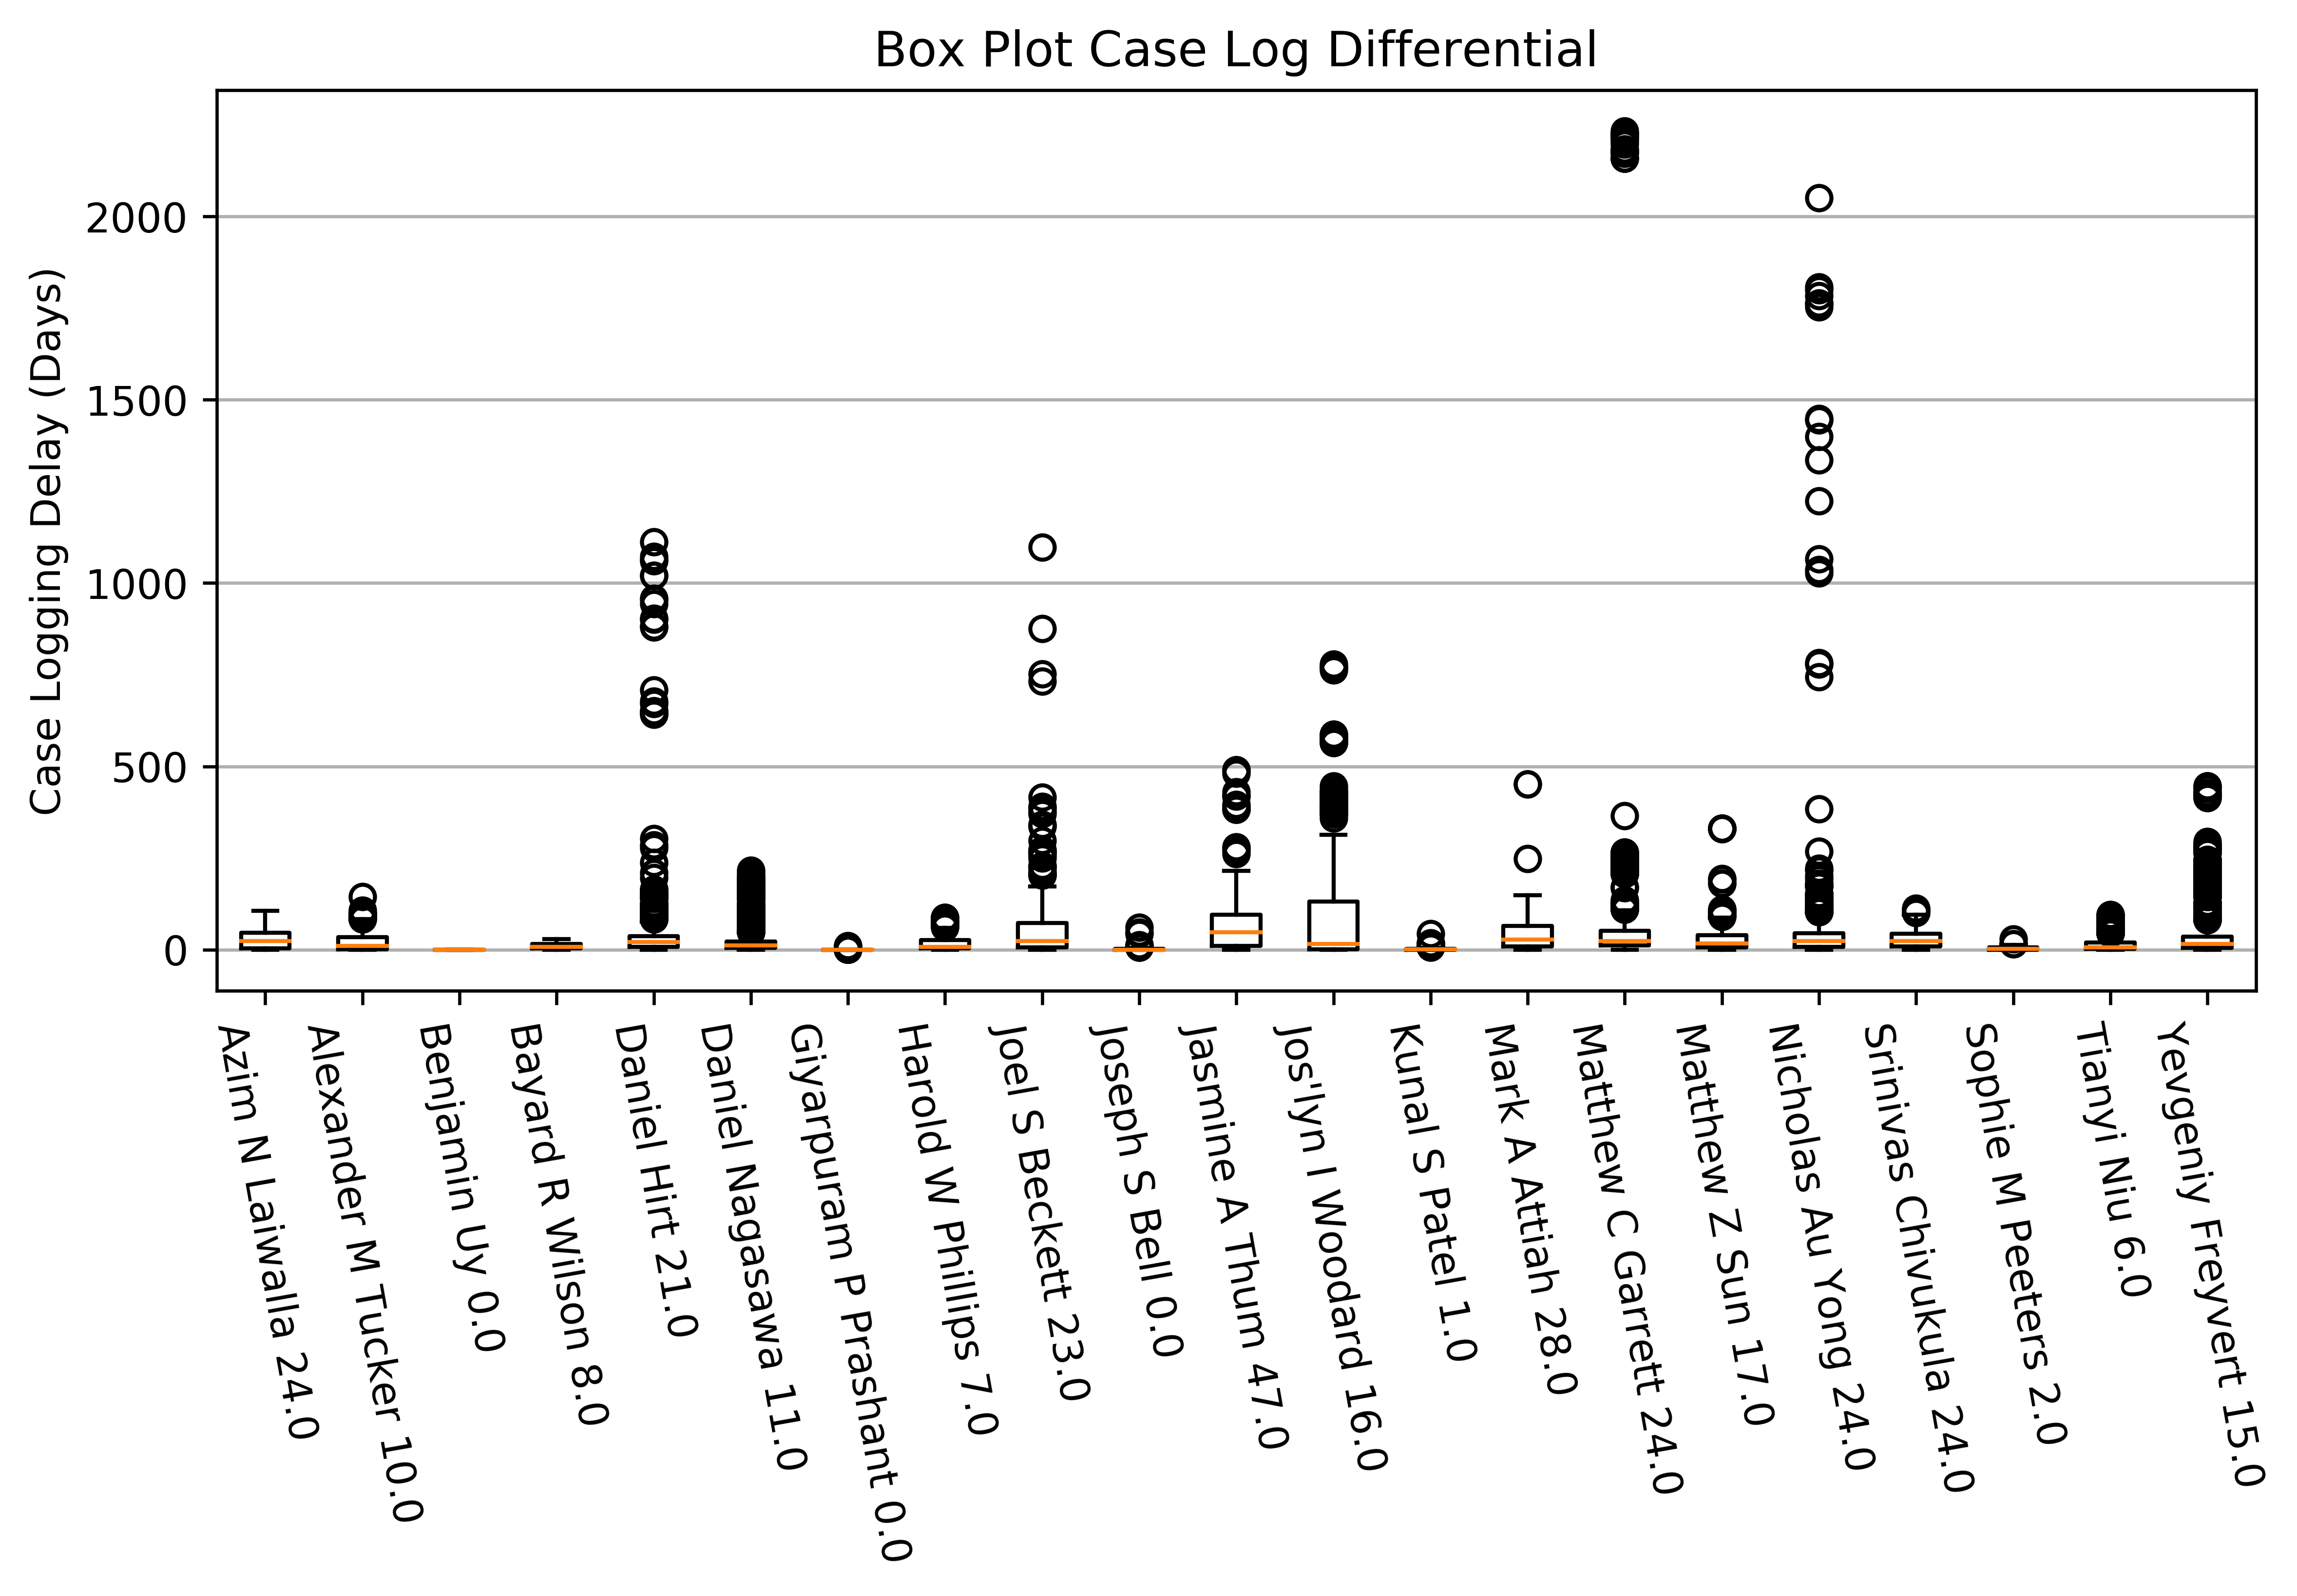 Box Plot Case Log Differential
Case Logging Delay (Days)
2000
1500
1000
500
0
Azim N Laiwalla 24.0
Alexander M Tucker 10.0
Benjamin Uy 0.0
Bayard R Wilson 8.0
Daniel Hirt 21.0
Daniel Nagasawa 11.0
Giyarpuram P Prashant 0.0
Harold W Phillips 7.0
Joel S Beckett 23.0
Joseph S Bell 0.0
Jasmine A Thum 47.0
Jos'lyn I Woodard 16.0
Kunal S Patel 1.0
Mark A Attiah 28.0
Matthew C Garrett 24.0
Matthew Z Sun 17.0
Nicholas Au Yong 24.0
Srinivas Chivukula 24.0
Sophie M Peeters 2.0
Tianyi Niu 6.0
Yevgeniy Freyvert 15.0